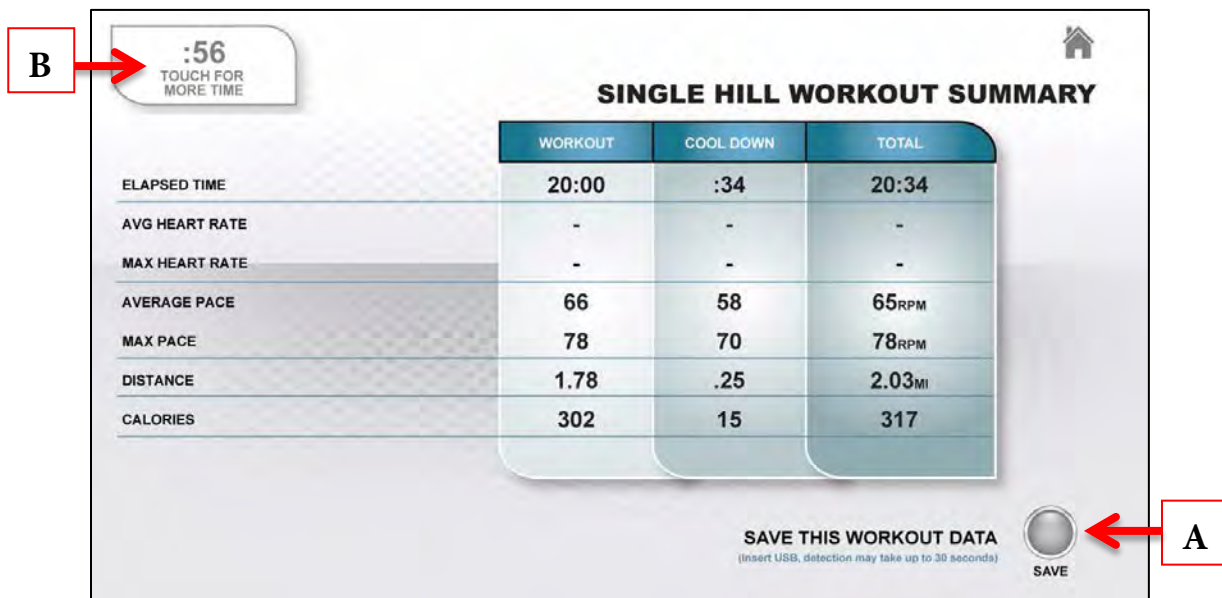 B
:56
TOUCH FOR
MORE TIME
SINGLE HILL WORKOUT SUMMARY
WORKOUT COOL DOWN TOTAL
ELAPSED TIME 20:00 :34 20:34
AVG HEART RATE - - -
MAX HEART RATE - - -
AVERAGE PACE 66 58 65RPM
MAX PACE 78 70 78RPM
DISTANCE 1.78 .25 2.03MI
CALORIES 302 15 317
SAVE THIS WORKOUT DATA
(Insert USB, detection may take up to 30 seconds)
SAVE
A